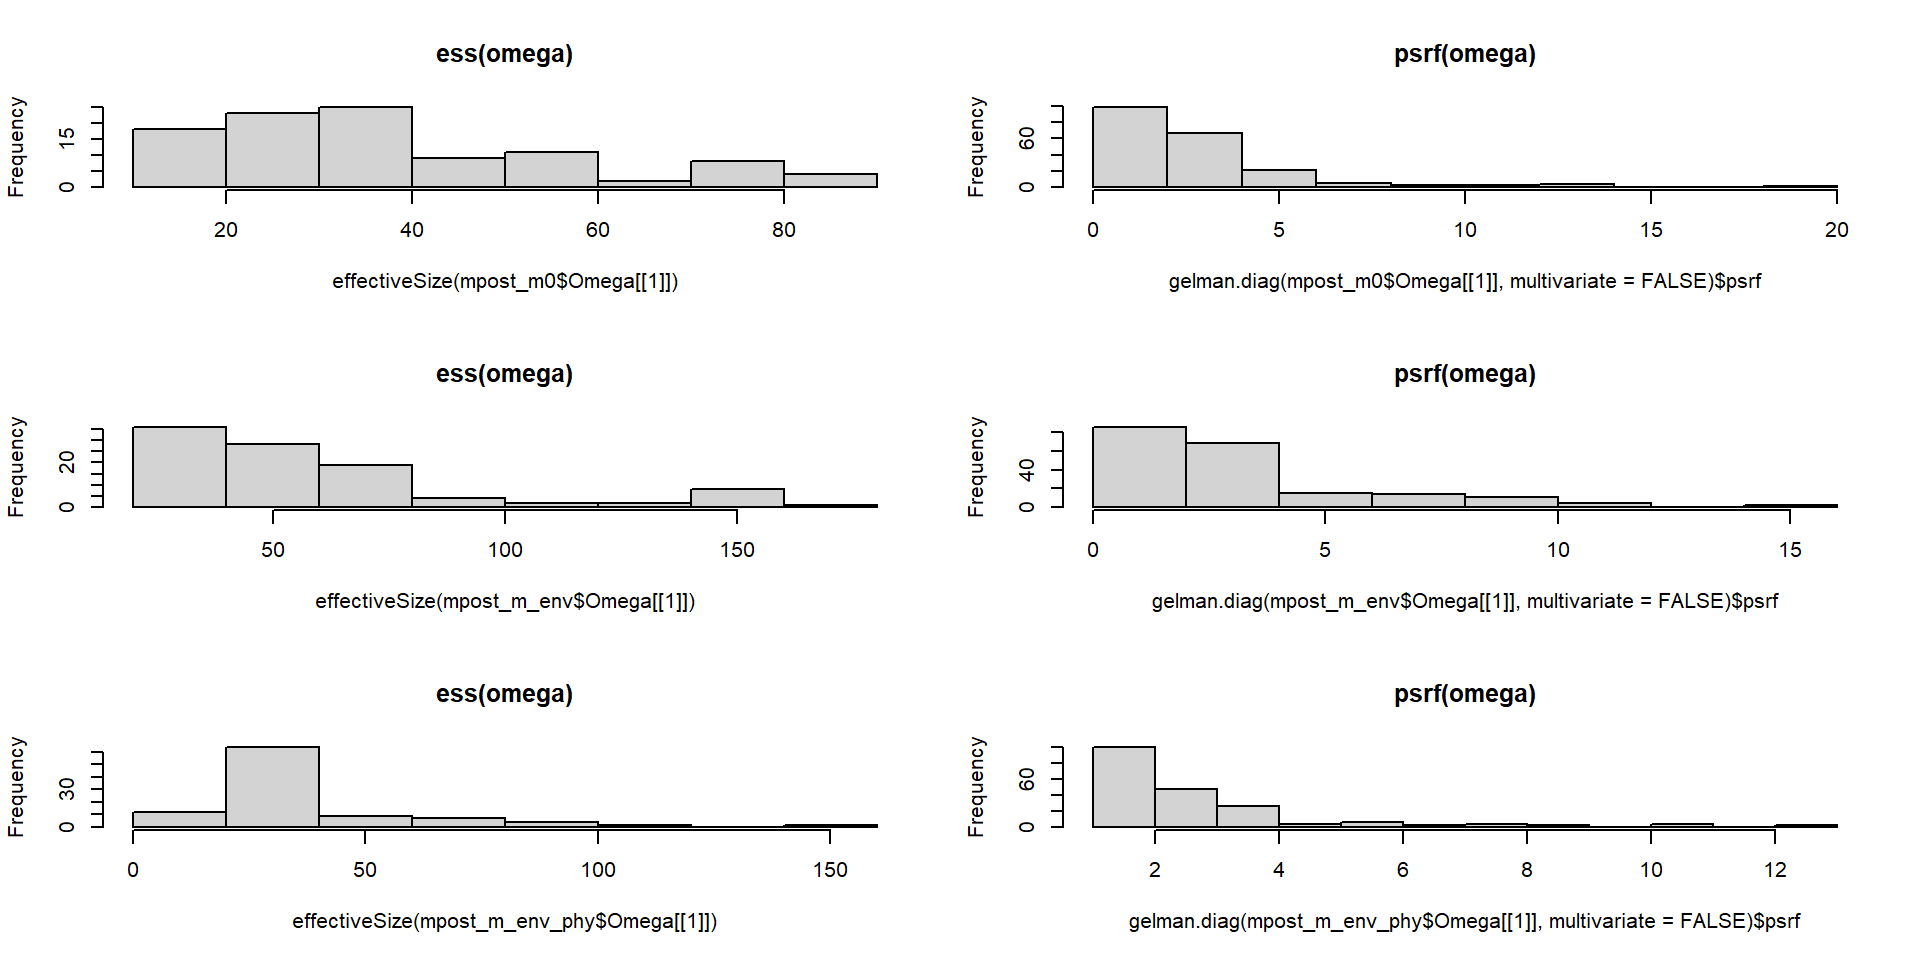 ess(omega)
Frequency
0 15
20 40 60 80
effectiveSize(mpost_m0$Omega[[1]])
psrf(omega)
Frequency
0 60
0 5 10 15 20
gelman.diag(mpost_m0$Omega[[1]], multivariate = FALSE)$psrf
ess(omega)
Frequency
0 20
50 100 150
effectiveSize(mpost_m_env$Omega[[1]])
psrf(omega)
Frequency
0 40
0 5 10 15
gelman.diag(mpost_m_env$Omega[[1]], multivariate = FALSE)$psrf
ess(omega)
Frequency
0 30
0 50 100 150
effectiveSize(mpost_m_env_phy$Omega[[1]])
psrf(omega)
Frequency
0 60
2 4 6 8 10 12
gelman.diag(mpost_m_env_phy$Omega[[1]], multivariate = FALSE)$psrf